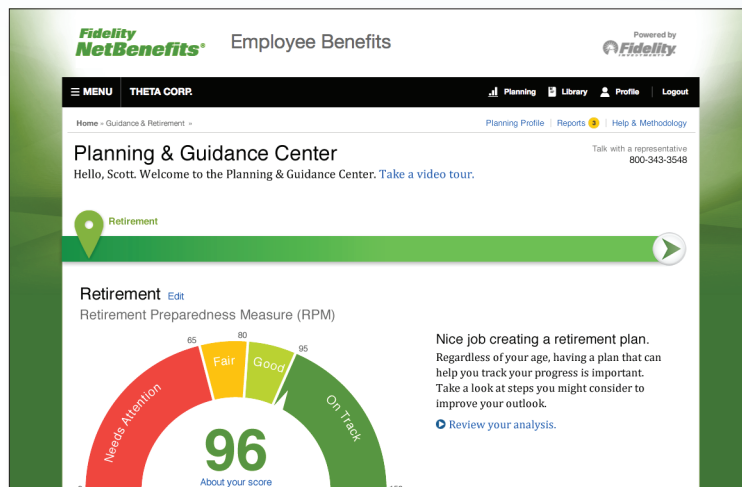 Fidelity
NetBenefits®
Employee Benefits
Powered by
Fidelity
INVESTMENTS
☰ MENU THETA CORP.
Planning Library Profile Logout
Home » Guidance & Retirement »
Planning Profile | Reports 3 | Help & Methodology
Planning & Guidance Center
Talk with a representative
800-343-3548
Hello, Scott. Welcome to the Planning & Guidance Center. Take a video tour.
Retirement
Retirement Edit
Retirement Preparedness Measure (RPM)
65
80
95
Needs Attention
Fair
Good
On Track
96
About your score
Nice job creating a retirement plan.
Regardless of your age, having a plan that can
help you track your progress is important.
Take a look at steps you might consider to
improve your outlook.
Review your analysis.